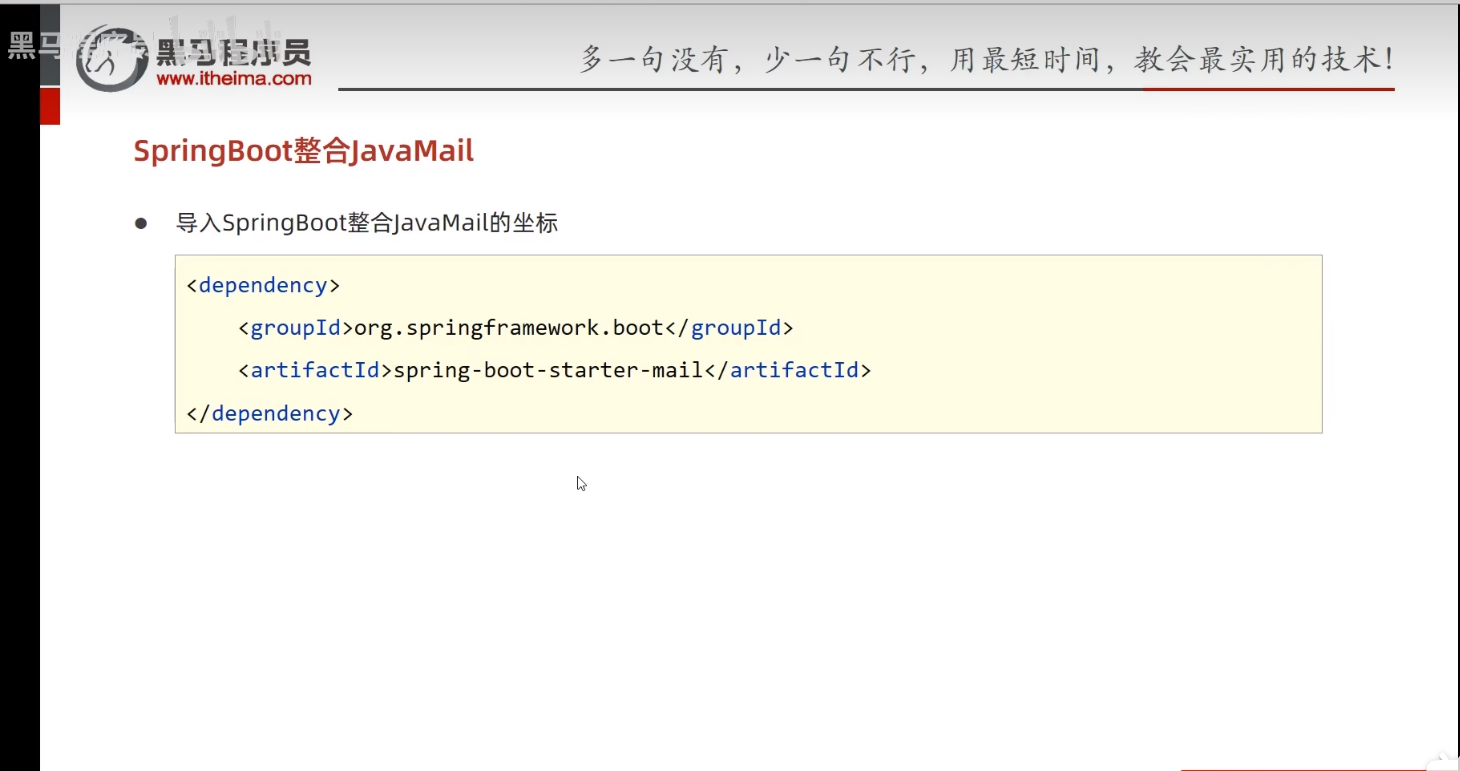 黑马程序员
www.itheima.com
多一句没有，少一句不行，用最短时间，教会最实用的技术！
SpringBoot整合JavaMail
● 导入SpringBoot整合JavaMail的坐标
<dependency>
    <groupId>org.springframework.boot</groupId>
    <artifactId>spring-boot-starter-mail</artifactId>
</dependency>